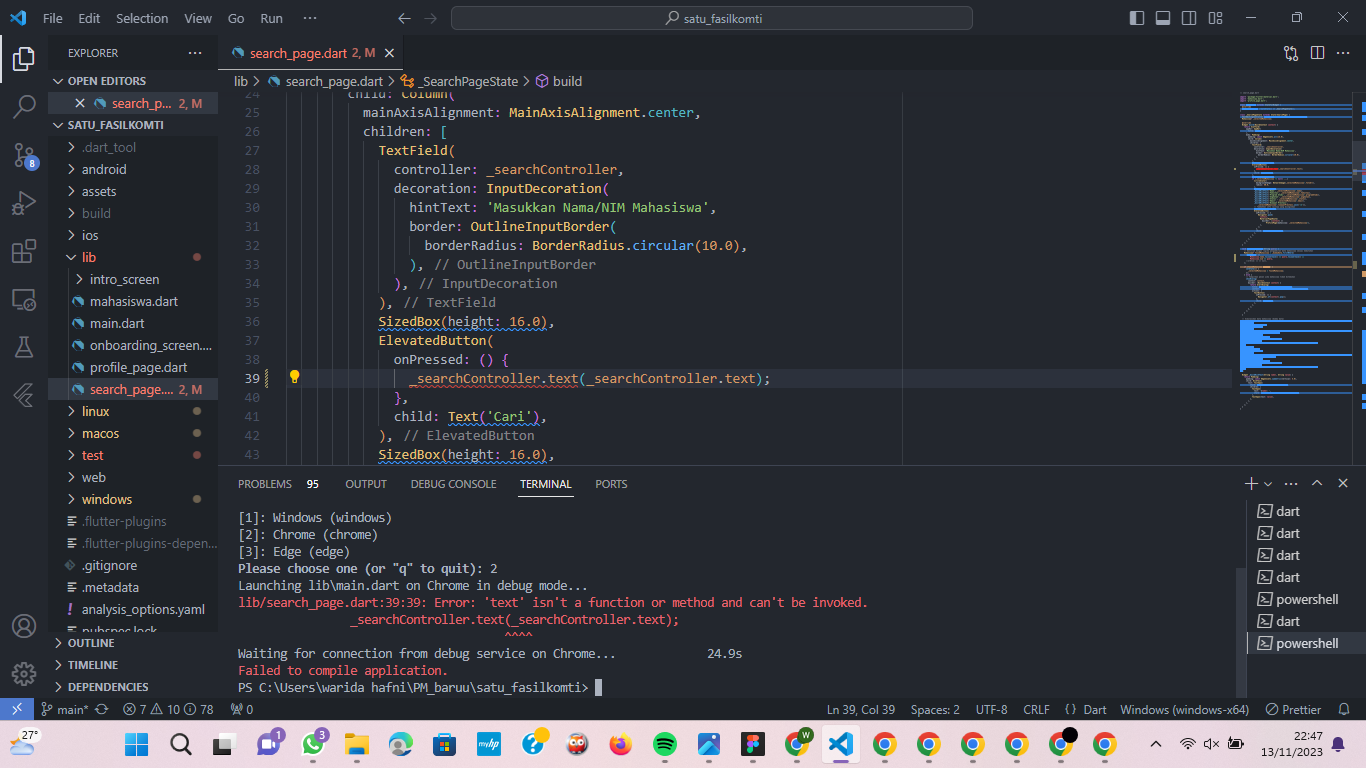 File Edit Selection View Go Run ··· satu_fasilkomti
EXPLORER ···
search_page.dart 2, M
OPEN EDITORS
search_p... 2, M
SATU_FASILKOMTI
.dart_tool
android
assets
build
ios
lib
intro_screen
mahasiswa.dart
main.dart
onboarding_screen....
profile_page.dart
search_page.... 2, M
linux
macos
test
web
windows
.flutter-plugins
.flutter-plugins-depen...
.gitignore
.metadata
analysis_options.yaml
pubspec.lock
OUTLINE
TIMELINE
DEPENDENCIES
8
lib > search_page.dart > _SearchPageState > build
24 child: Column(
25 mainAxisAlignment: MainAxisAlignment.center,
26 children: [
27 TextField(
28 controller: _searchController,
29 decoration: InputDecoration(
30 hintText: 'Masukkan Nama/NIM Mahasiswa',
31 border: OutlineInputBorder(
32 borderRadius: BorderRadius.circular(10.0),
33 ), // OutlineInputBorder
34 ), // InputDecoration
35 ), // TextField
36 SizedBox(height: 16.0),
37 ElevatedButton(
38 onPressed: () {
39 _searchController.text(_searchController.text);
40 },
41 child: Text('Cari'),
42 ), // ElevatedButton
43 SizedBox(height: 16.0),
PROBLEMS 95 OUTPUT DEBUG CONSOLE TERMINAL PORTS
[1]: Windows (windows)
[2]: Chrome (chrome)
[3]: Edge (edge)
Please choose one (or "q" to quit): 2
Launching lib\main.dart on Chrome in debug mode...
lib/search_page.dart:39:39: Error: 'text' isn't a function or method and can't be invoked.
_searchController.text(_searchController.text);
^^^^
Waiting for connection from debug service on Chrome... 24.9s
Failed to compile application.
PS C:\Users\warida hafni\PM_baruu\satu_fasilkomti>
dart
dart
dart
dart
powershell
dart
powershell
main* 7 10 78 0 Ln 39, Col 39 Spaces: 2 UTF-8 CRLF {} Dart Windows (windows-x64) Prettier
27° 1 3 myhp W 22:47
13/11/2023